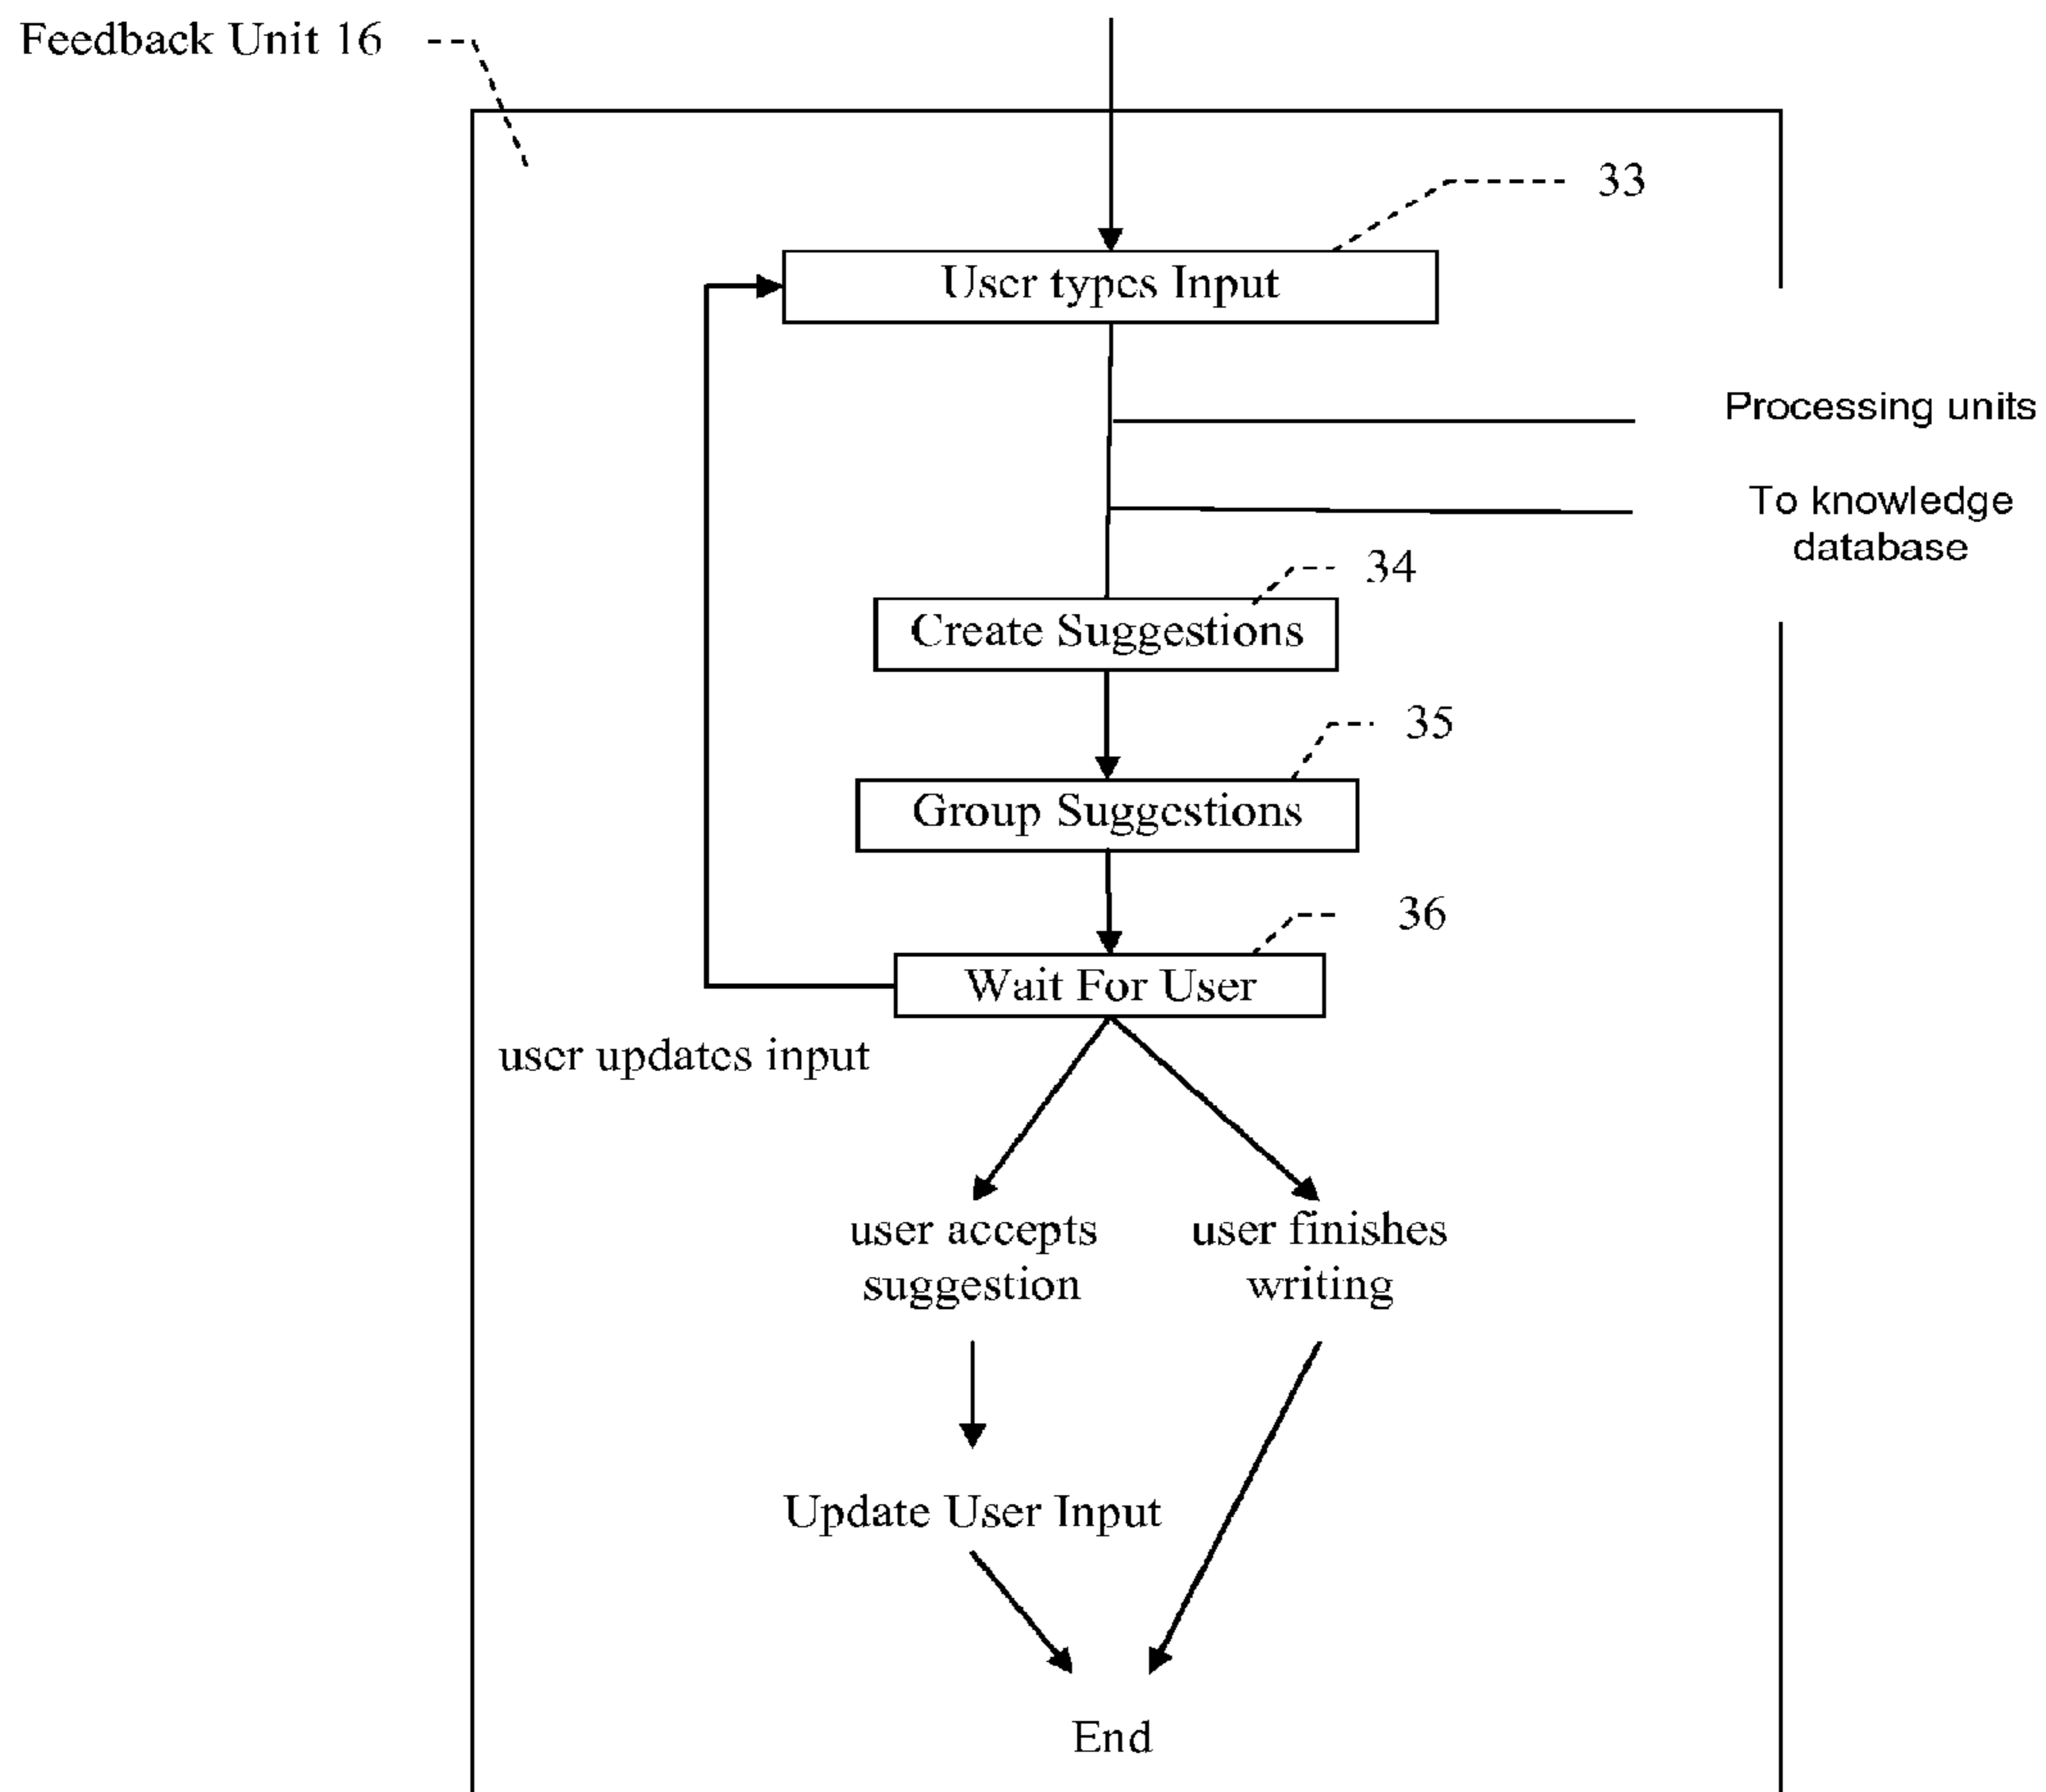 Feedback Unit 16
33
User types Input
Processing units
To knowledge
database
34
Create Suggestions
35
Group Suggestions
36
Wait For User
user updates input
user accepts
suggestion
user finishes
writing
Update User Input
End